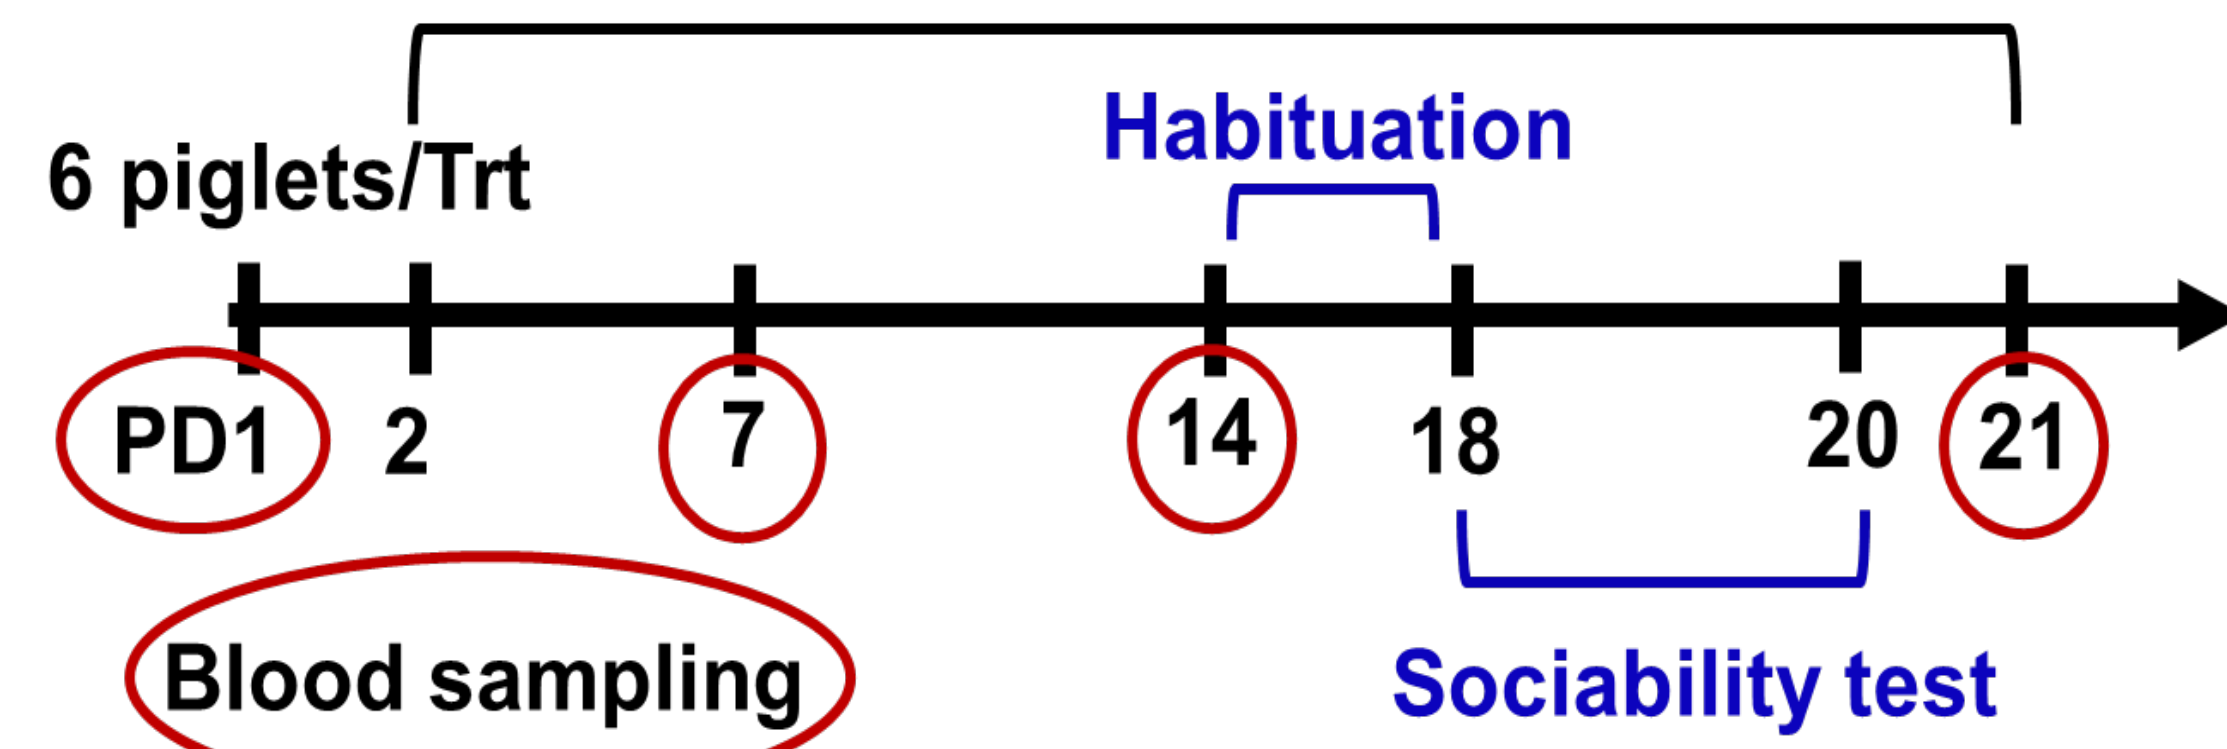 Habituation
6 piglets/Trt
PD1 2 7 14 18 20 21
Blood sampling
Sociability test